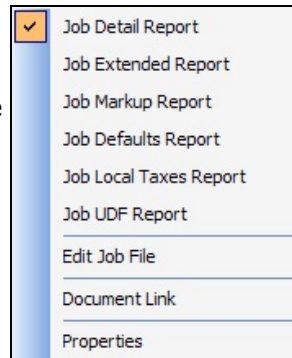 Job Detail Report
Job Extended Report
Job Markup Report
Job Defaults Report
Job Local Taxes Report
Job UDF Report
Edit Job File
Document Link
Properties